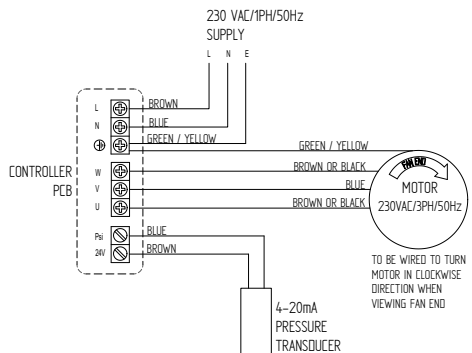 230 VAC/1PH/50Hz
SUPPLY
L N E
L
BROWN
N
BLUE
GREEN / YELLOW
GREEN / YELLOW
CONTROLLER
PCB
W
BROWN OR BLACK
V
BLUE
U
BROWN OR BLACK
FAN END
MOTOR
230VAC/3PH/50Hz
Psi
BLUE
24V
BROWN
TO BE WIRED TO TURN
MOTOR IN CLOCKWISE
DIRECTION WHEN
VIEWING FAN END
4-20mA
PRESSURE
TRANSDUCER